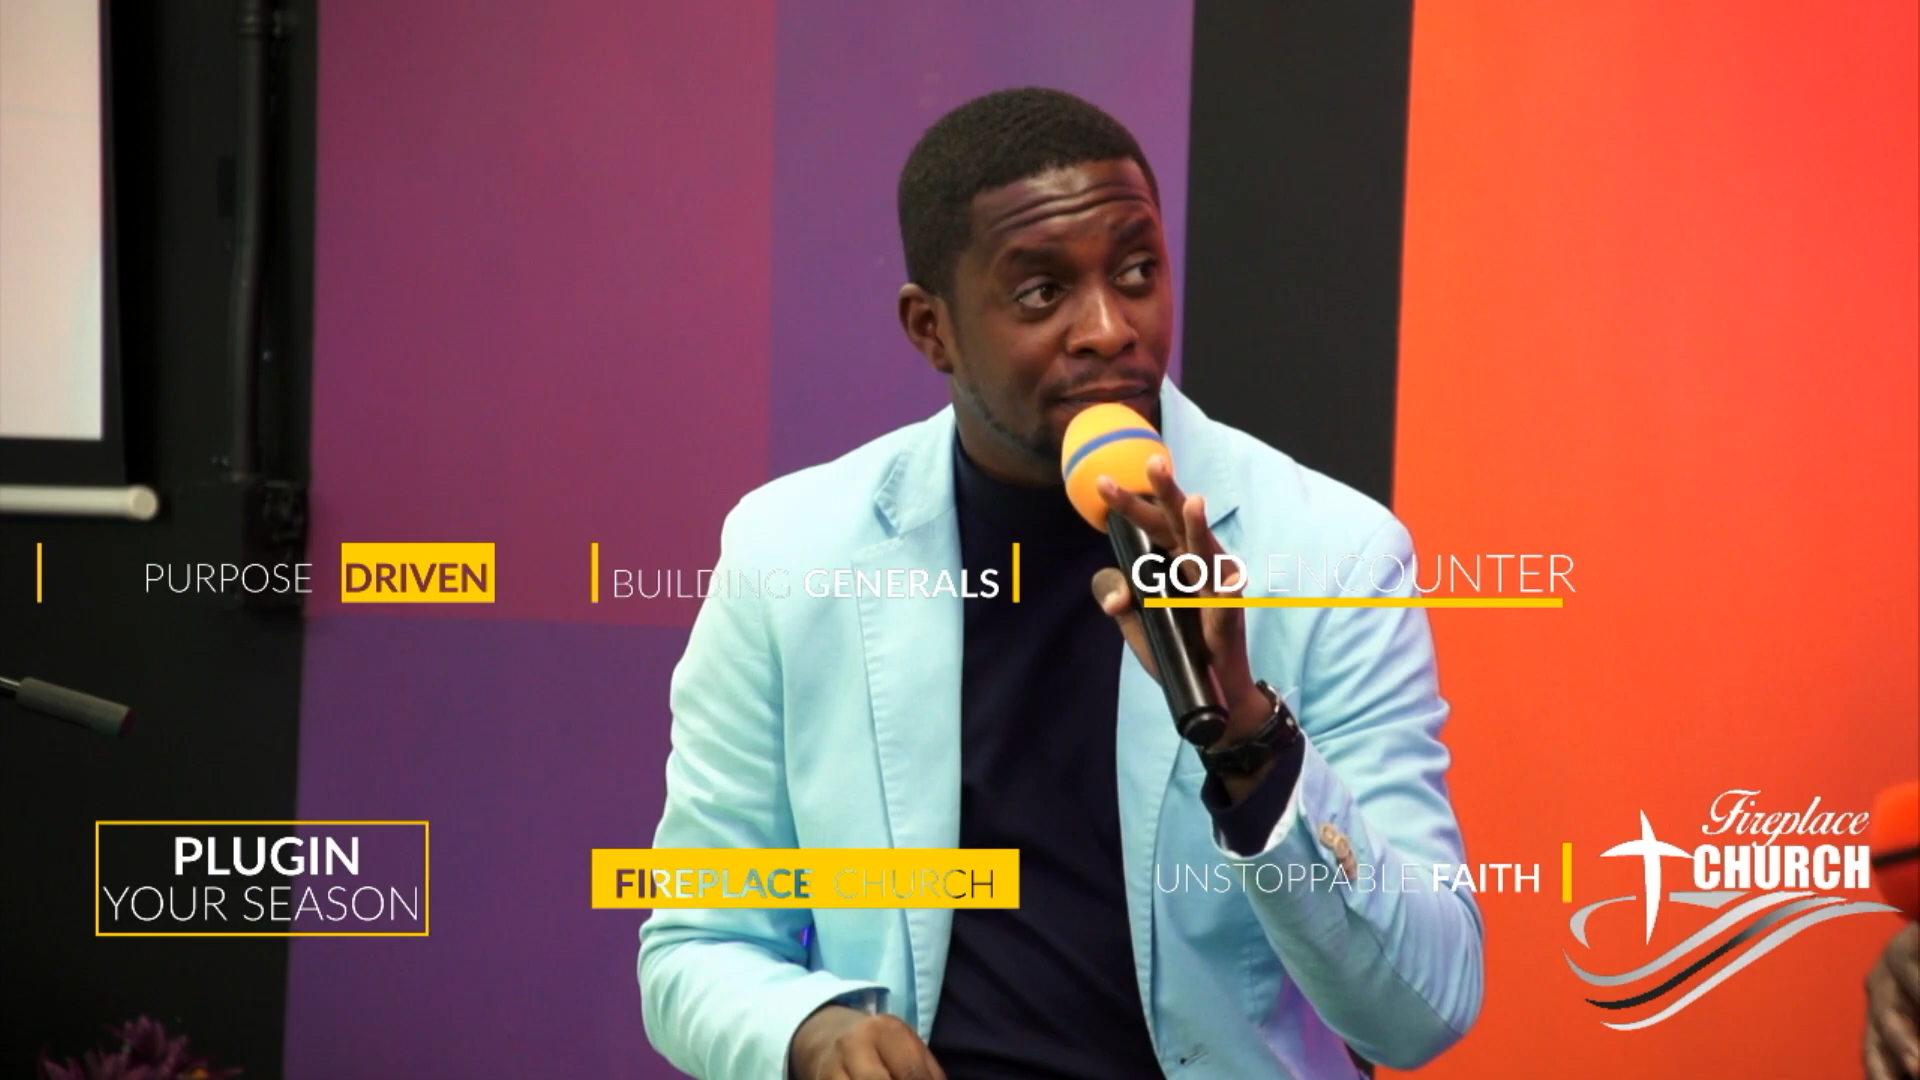 PURPOSE DRIVEN
BUILDING GENERALS
GOD ENCOUNTER
PLUGIN
YOUR SEASON
FIREPLACE CHURCH
UNSTOPPABLE FAITH
Fireplace
CHURCH